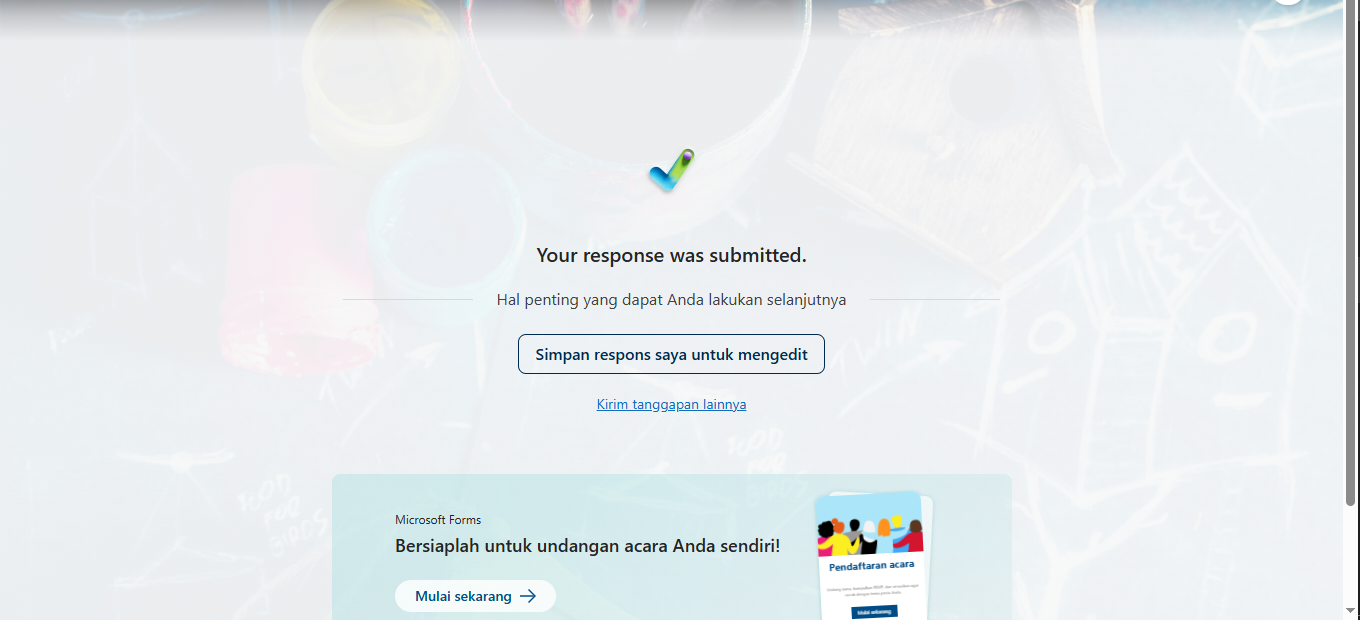 Your response was submitted.
Hal penting yang dapat Anda lakukan selanjutnya
Simpan respons saya untuk mengedit
Kirim tanggapan lainnya
Microsoft Forms
Bersiaplah untuk undangan acara Anda sendiri!
Mulai sekarang
Pendaftaran acara
Mulai sekarang